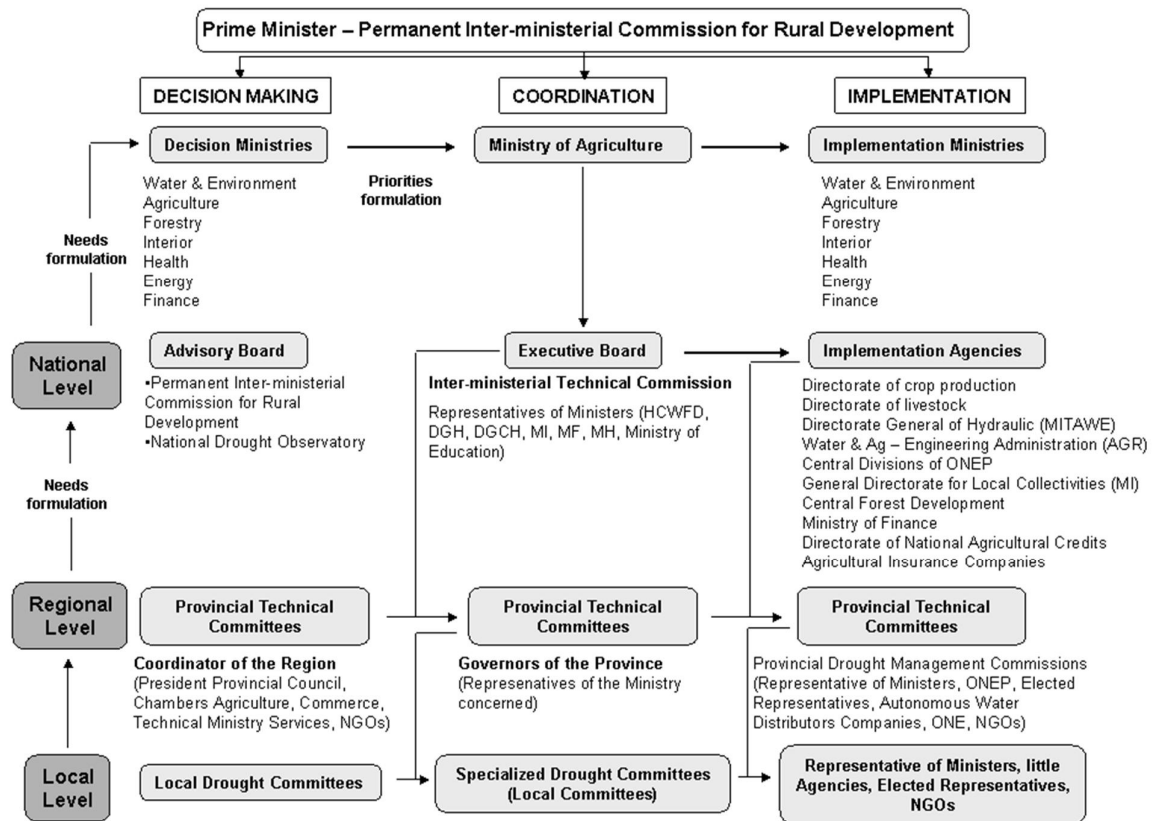 Prime Minister – Permanent Inter-ministerial Commission for Rural Development
DECISION MAKING
COORDINATION
IMPLEMENTATION
Decision Ministries
Ministry of Agriculture
Implementation Ministries
Priorities
formulation
Water & Environment
Agriculture
Forestry
Interior
Health
Energy
Finance
Water & Environment
Agriculture
Forestry
Interior
Health
Energy
Finance
Needs
formulation
National
Level
Advisory Board
▪Permanent Inter-ministerial
Commission for Rural
Development
▪National Drought Observatory
Executive Board
Inter-ministerial Technical Commission
Representatives of Ministers (HCWFD,
DGH, DGCH, MI, MF, MH, Ministry of
Education)
Implementation Agencies
Directorate of crop production
Directorate of livestock
Directorate General of Hydraulic (MITAWE)
Water & Ag – Engineering Administration (AGR)
Central Divisions of ONEP
General Directorate for Local Collectivities (MI)
Central Forest Development
Ministry of Finance
Directorate of National Agricultural Credits
Agricultural Insurance Companies
Needs
formulation
Regional
Level
Provincial Technical
Committees
Coordinator of the Region
(President Provincial Council,
Chambers Agriculture, Commerce,
Technical Ministry Services, NGOs)
Provincial Technical
Committees
Governors of the Province
(Represenatives of the Ministry
concerned)
Provincial Technical
Committees
Provincial Drought Management Commissions
(Representative of Ministers, ONEP, Elected
Representatives, Autonomous Water
Distributors Companies, ONE, NGOs)
Local
Level
Local Drought Committees
Specialized Drought Committees
(Local Committees)
Representative of Ministers, little
Agencies, Elected Representatives,
NGOs